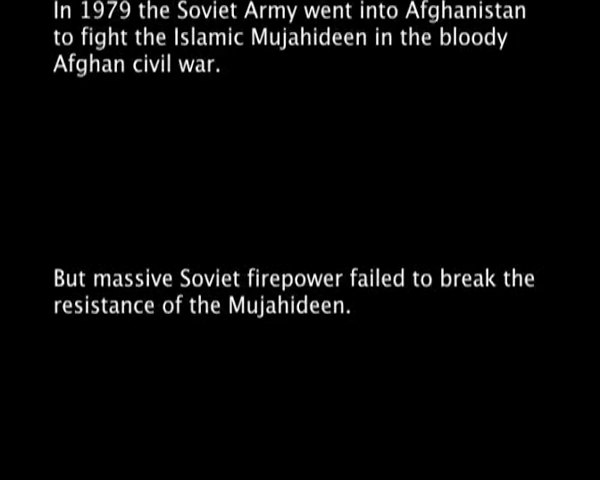 In 1979 the Soviet Army went into Afghanistan
to fight the Islamic Mujahideen in the bloody
Afghan civil war.
But massive Soviet firepower failed to break the
resistance of the Mujahideen.